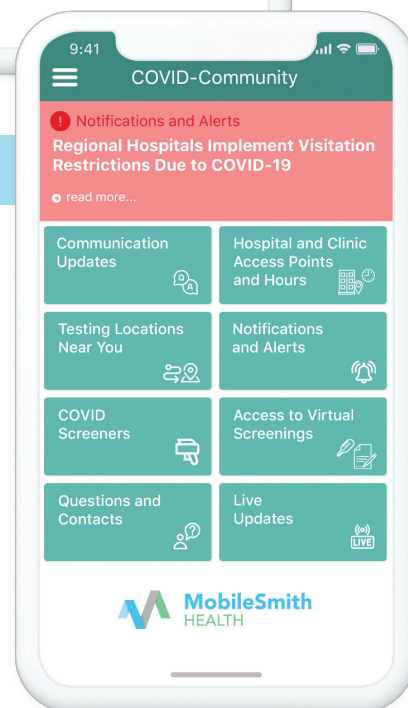 9:41
COVID-Community
! Notifications and Alerts
Regional Hospitals Implement Visitation
Restrictions Due to COVID-19
read more...
Communication
Updates
Q
A
Hospital and Clinic
Access Points
and Hours
Testing Locations
Near You
Notifications
and Alerts
COVID
Screeners
Access to Virtual
Screenings
Questions and
Contacts
?
Live
Updates
LIVE
MobileSmith
HEALTH